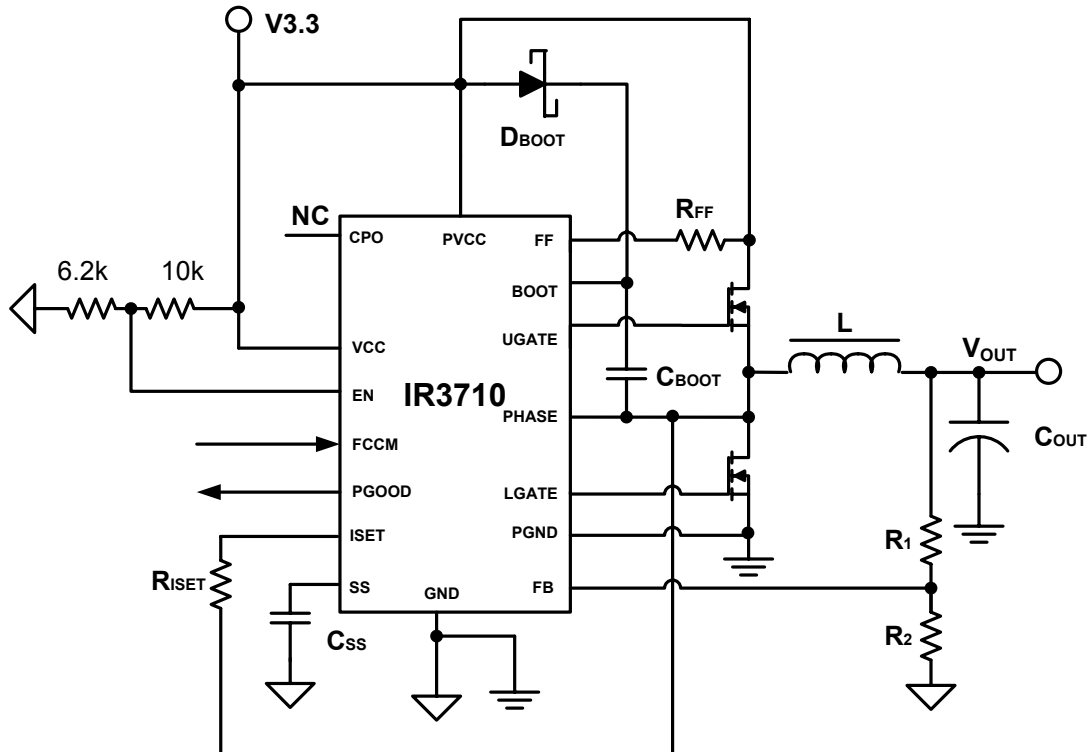 V3.3
DBOOT
NC
CPO
PVCC
FF
RFF
6.2k
10k
BOOT
UGATE
L
VOUT
VCC
CBOOT
EN
IR3710
PHASE
COUT
FCCM
PGOOD
LGATE
ISET
PGND
R1
RISET
SS
GND
FB
CSS
R2